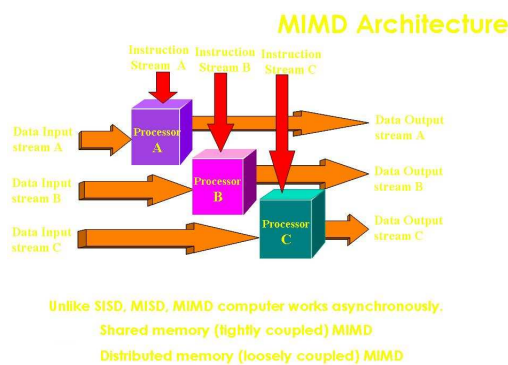 MIMD Architecture
Instruction Stream A
Instruction Stream B
Instruction Stream C
Data Input stream A
Processor A
Data Output stream A
Data Input stream B
Processor B
Data Output stream B
Data Input stream C
Processor C
Data Output stream C
Unlike SISD, MISD, MIMD computer works asynchronously.
Shared memory (tightly coupled) MIMD
Distributed memory (loosely coupled) MIMD